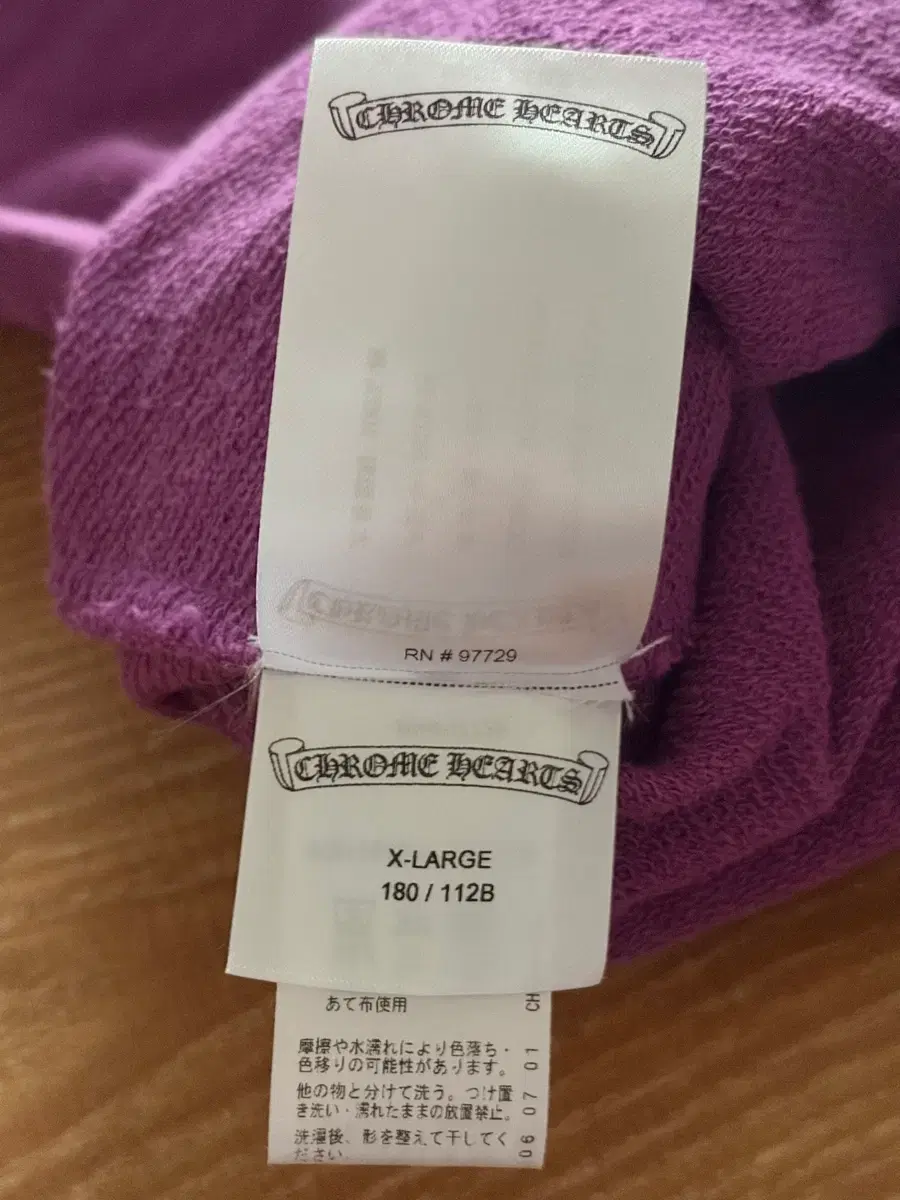 CHROME HEARTS
RN # 97729
CHROME HEARTS
X-LARGE
180 / 112B
あて布使用
摩擦や水濡れにより色落ち・
色移りの可能性があります。
他の物と分けて洗う。つけ置
き洗い・濡れたままの放置禁止。
洗濯後、形を整えて干してく
ださい。
06 07 01 CH